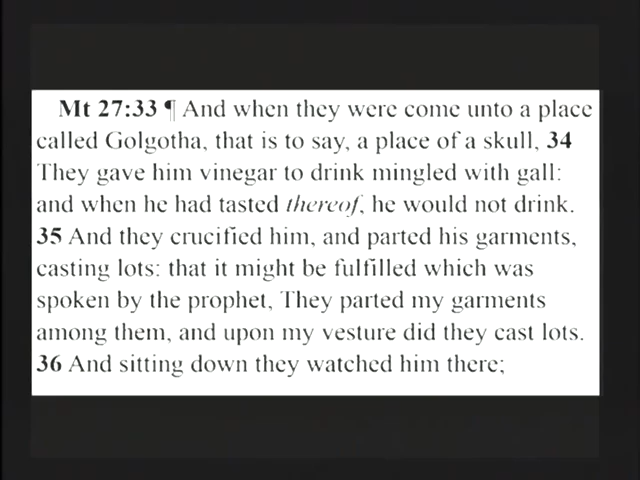 Mt 27:33 ¶ And when they were come unto a place
called Golgotha, that is to say, a place of a skull, 34
They gave him vinegar to drink mingled with gall:
and when he had tasted thereof, he would not drink.
35 And they crucified him, and parted his garments,
casting lots: that it might be fulfilled which was
spoken by the prophet, They parted my garments
among them, and upon my vesture did they cast lots.
36 And sitting down they watched him there;